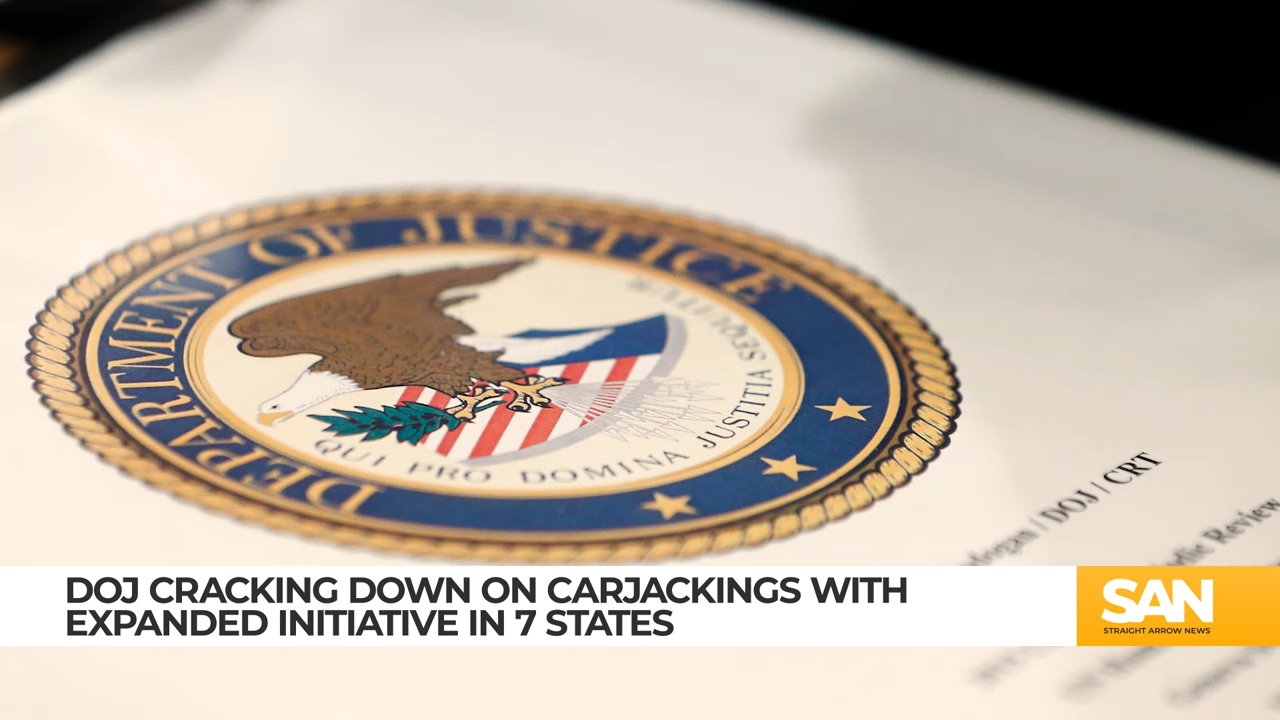 DEPARTMENT OF JUSTICE
QUI PRO DOMINA JUSTITIA SEQUITUR
/ DOJ / CRT
Review
DOJ CRACKING DOWN ON CARJACKINGS WITH
EXPANDED INITIATIVE IN 7 STATES
SAN
STRAIGHT ARROW NEWS